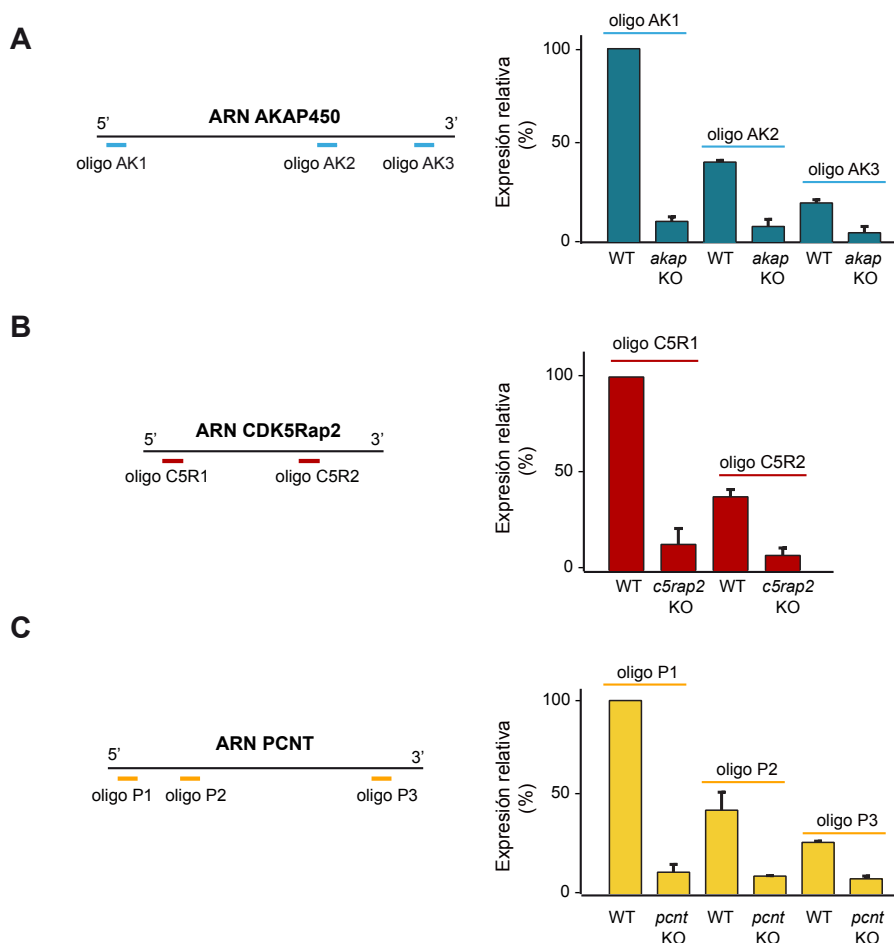 A
ARN AKAP450
5’
3’
oligo AK1
oligo AK2
oligo AK3
Expresión relativa
(%)
100
50
0
oligo AK1
oligo AK2
oligo AK3
WT
akap
KO
WT
akap
KO
WT
akap
KO
B
ARN CDK5Rap2
5’
3’
oligo C5R1
oligo C5R2
Expresión relativa
(%)
100
50
0
oligo C5R1
oligo C5R2
WT
c5rap2
KO
WT
c5rap2
KO
C
ARN PCNT
5’
3’
oligo P1
oligo P2
oligo P3
Expresión relativa
(%)
100
50
0
oligo P1
oligo P2
oligo P3
WT
pcnt
KO
WT
pcnt
KO
WT
pcnt
KO